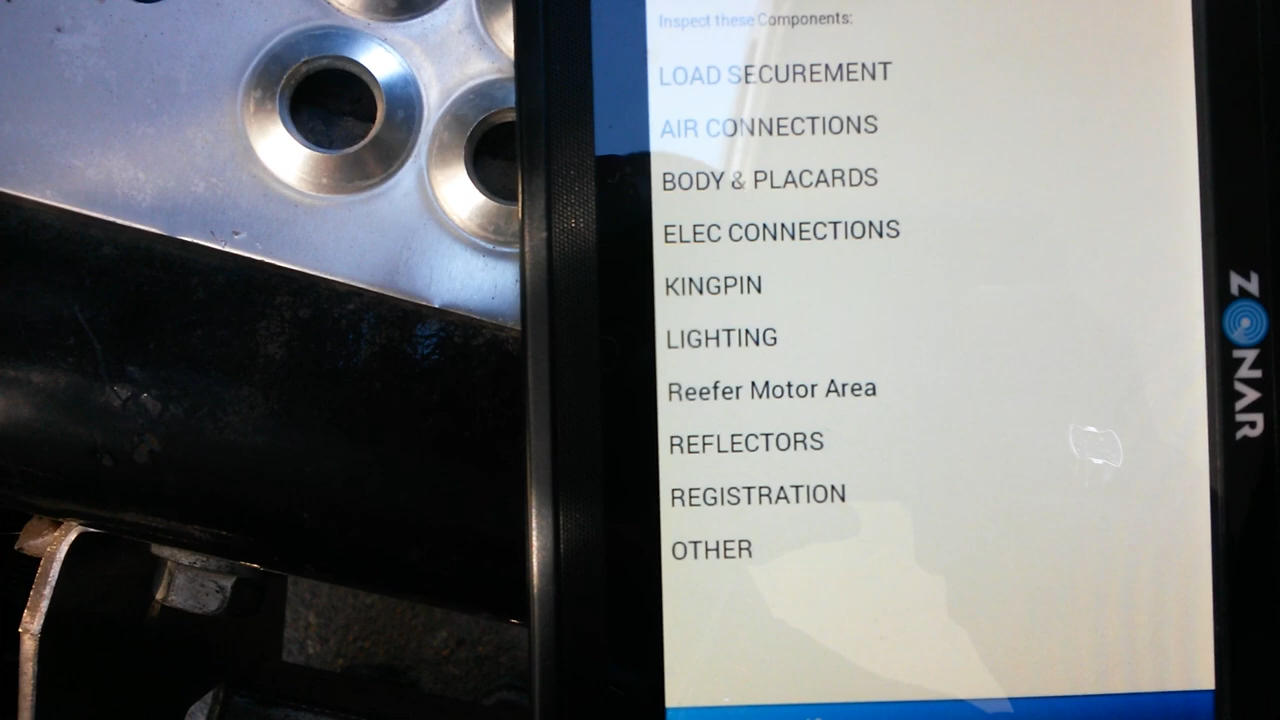 Inspect these Components:
LOAD SECUREMENT
AIR CONNECTIONS
BODY & PLACARDS
ELEC CONNECTIONS
KINGPIN
LIGHTING
Reefer Motor Area
REFLECTORS
REGISTRATION
OTHER
ZONAR